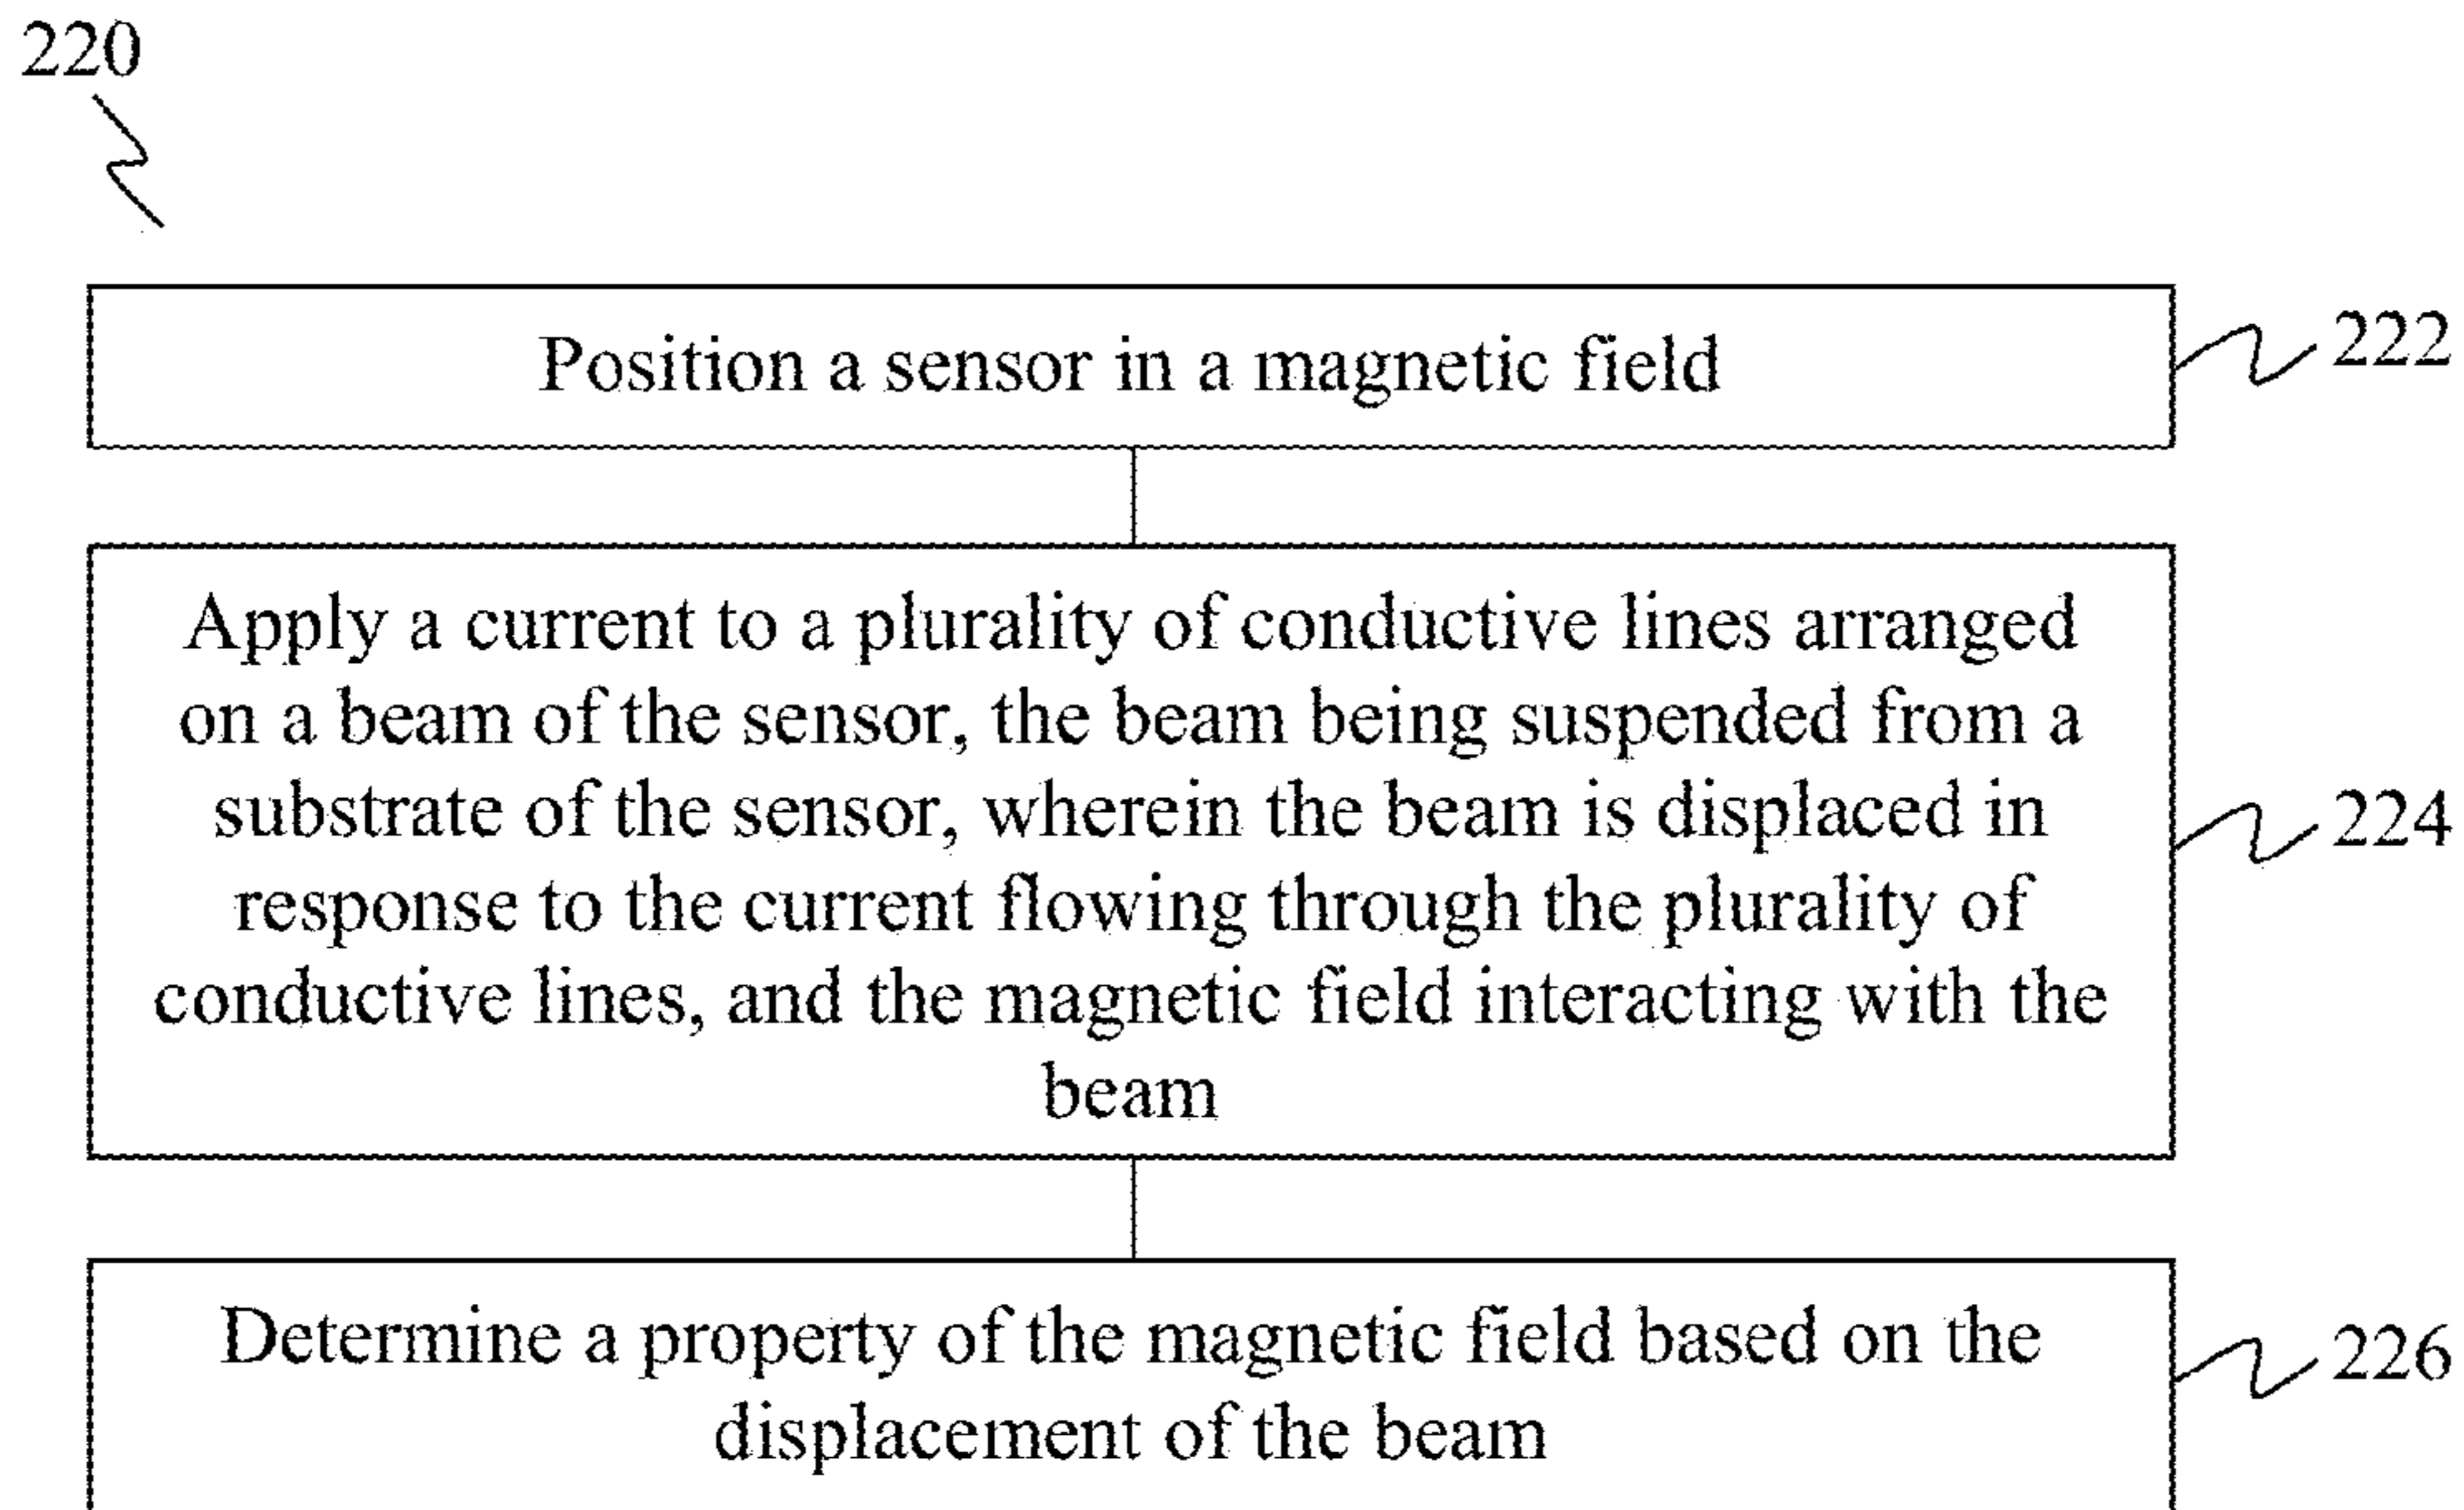 220
Position a sensor in a magnetic field
222
Apply a current to a plurality of conductive lines arranged
on a beam of the sensor, the beam being suspended from a
substrate of the sensor, wherein the beam is displaced in
224
response to the current flowing through the plurality of
conductive lines, and the magnetic field interacting with the
beam
Determine a property of the magnetic field based on the
226
displacement of the beam